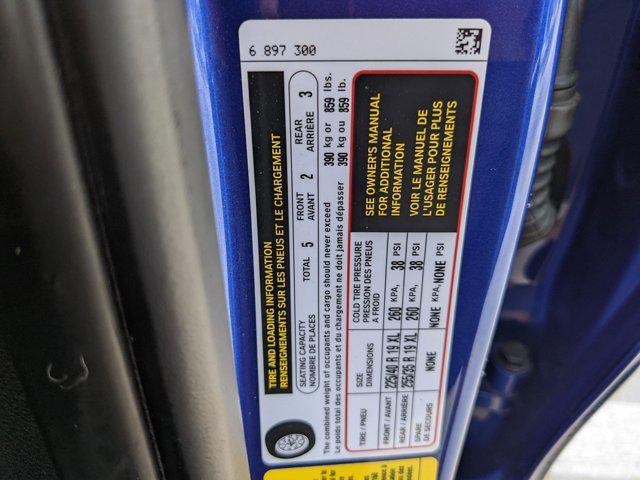 6 897 300
TIRE AND LOADING INFORMATION
RENSEIGNEMENTS SUR LES PNEUS ET LE CHARGEMENT
SEATING CAPACITY
NOMBRE DE PLACES
TOTAL 5
FRONT
AVANT 2
REAR
ARRIÈRE 3
The combined weight of occupants and cargo should never exceed 390 kg or 859 lbs.
Le poids total des occupants et du chargement ne doit jamais dépasser 390 kg ou 859 lb.
TIRE / PNEU
SIZE
DIMENSIONS
COLD TIRE PRESSURE
PRESSION DES PNEUS
A FROID
FRONT / AVANT 225/40 R 19 XL 260 KPA, 38 PSI
REAR / ARRIÈRE 255/35 R 19 XL 260 KPA, 38 PSI
SPARE
DE SECOURS NONE NONE KPA, NONE PSI
SEE OWNER'S MANUAL
FOR ADDITIONAL
INFORMATION
VOIR LE MANUEL DE
L'USAGER POUR PLUS
DE RENSEIGNEMENTS